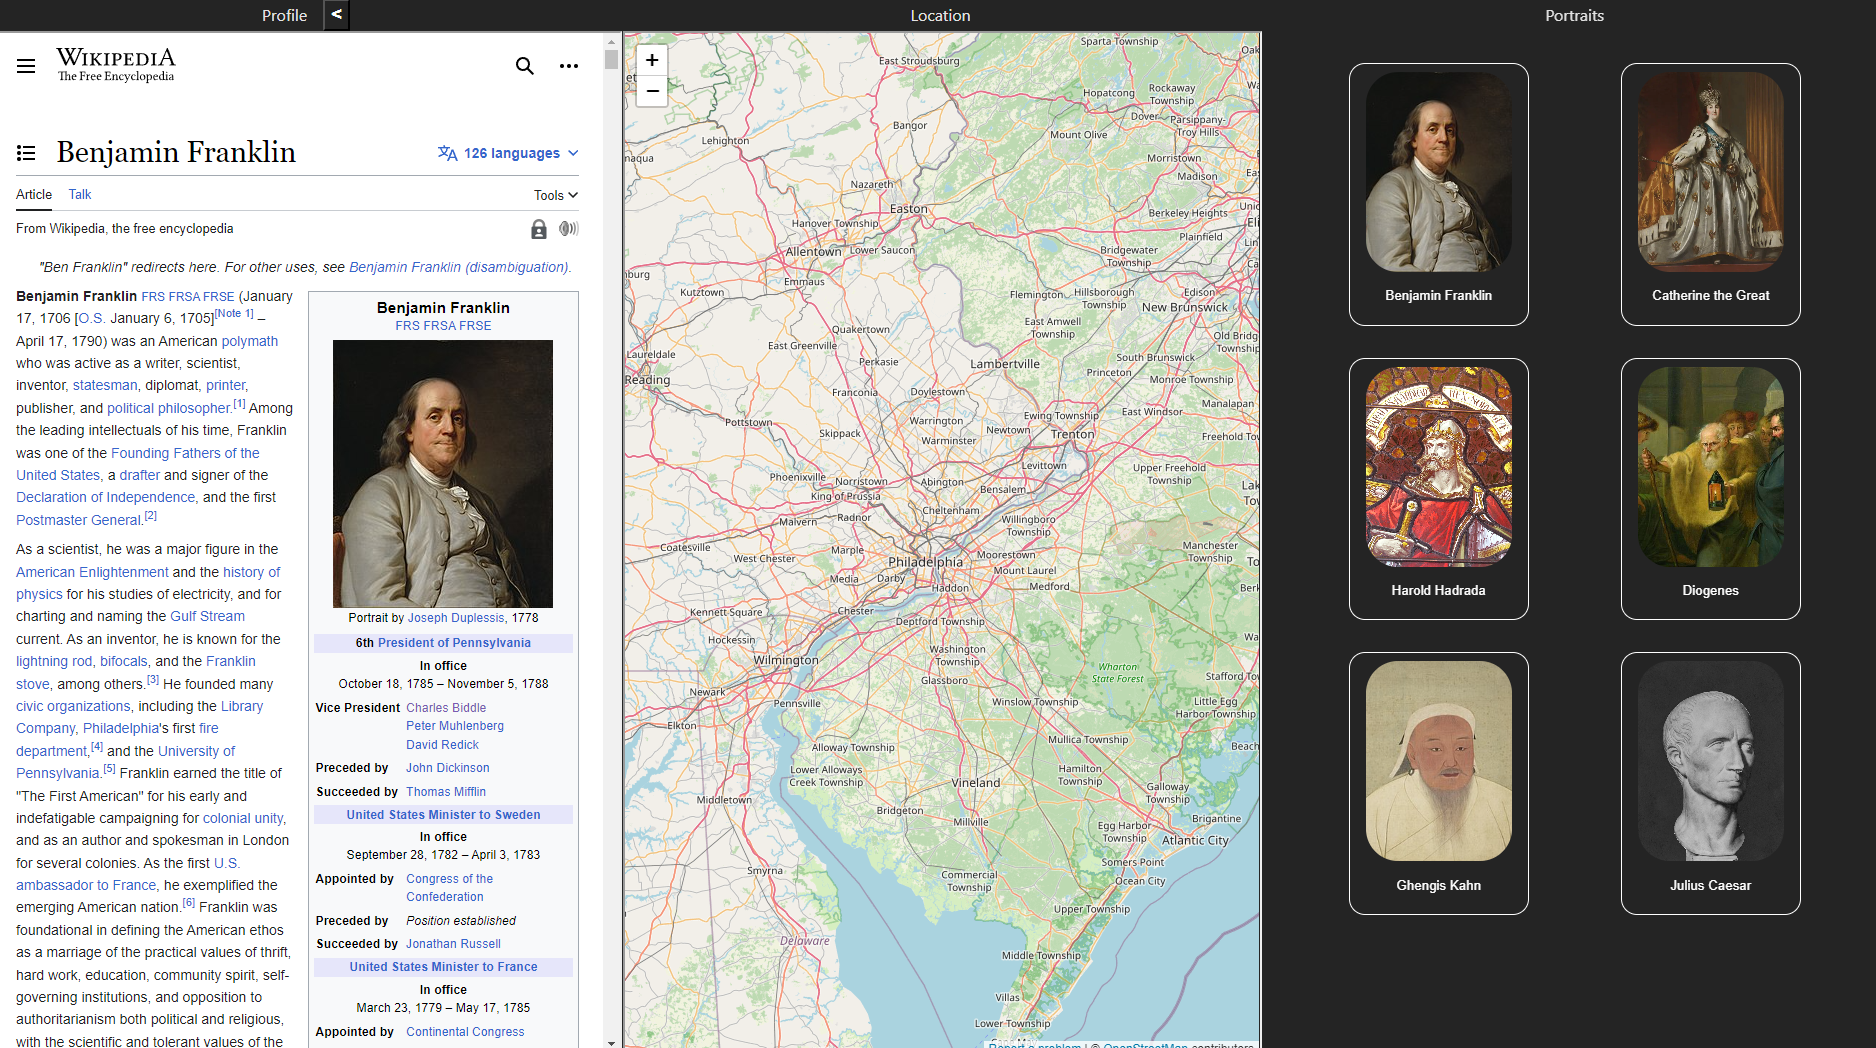 Profile
<
Location
Portraits
WIKIPEDIA
The Free Encyclopedia
Benjamin Franklin
126 languages
Article
Talk
Tools
From Wikipedia, the free encyclopedia
"Ben Franklin" redirects here. For other uses, see Benjamin Franklin (disambiguation).
Benjamin Franklin FRS FRSA FRSE (January
17, 1706 [O.S. January 6, 1705][Note 1] –
April 17, 1790) was an American polymath
who was active as a writer, scientist,
inventor, statesman, diplomat, printer,
publisher, and political philosopher.[1] Among
the leading intellectuals of his time, Franklin
was one of the Founding Fathers of the
United States, a drafter and signer of the
Declaration of Independence, and the first
Postmaster General.[2]
As a scientist, he was a major figure in the
American Enlightenment and the history of
physics for his studies of electricity, and for
charting and naming the Gulf Stream
current. As an inventor, he is known for the
lightning rod, bifocals, and the Franklin
stove, among others.[3] He founded many
civic organizations, including the Library
Company, Philadelphia's first fire
department,[4] and the University of
Pennsylvania.[5] Franklin earned the title of
"The First American" for his early and
indefatigable campaigning for colonial unity,
and as an author and spokesman in London
for several colonies. As the first U.S.
ambassador to France, he exemplified the
emerging American nation.[6] Franklin was
foundational in defining the American ethos
as a marriage of the practical values of thrift,
hard work, education, community spirit, self-
governing institutions, and opposition to
authoritarianism both political and religious,
with the scientific and tolerant values of the
Benjamin Franklin
FRS FRSA FRSE
Portrait by Joseph Duplessis, 1778
6th President of Pennsylvania
In office
October 18, 1785 – November 5, 1788
Vice President Charles Biddle
Peter Muhlenberg
David Redick
Preceded by John Dickinson
Succeeded by Thomas Mifflin
United States Minister to Sweden
In office
September 28, 1782 – April 3, 1783
Appointed by Congress of the
Confederation
Preceded by Position established
Succeeded by Jonathan Russell
United States Minister to France
In office
March 23, 1779 – May 17, 1785
Appointed by Continental Congress
+
−
Sparta Township
East Stroudsburg
Hopatcong
Rockaway
Township
Dover
Parsippany-
Troy Hills
Bangor
Mount Olive
Lehighton
Morristown
Madison
Nazareth
Easton
Berkeley Heights
Hanover Township
Plainfield
Allentown
Lower Saucon
Bridgewater
Township
Emmaus
Kutztown
Flemington
Hillsborough
Township
Edison
New Brunswick
East Amwell
Township
Quakertown
Old Bridge
Township
East Greenville
Laureldale
Perkasie
Lambertville
South Brunswick
Princeton
Reading
Monroe Township
Franconia
Doylestown
Manalapan
Ewing Township
East Windsor
Pottstown
Warrington
Skippack
Newtown
Warminster
Trenton
Levittown
Upper Freehold
Township
Phoenixville
Norristown
Abington
King of Prussia
Bensalem
Cheltenham
Malvern
Radnor
Willingboro
Township
Coatesville
West Chester
Marple
Moorestown
Manchester
Township
Philadelphia
Mount Laurel
Media
Darby
Haddon
Medford
Kennett Square
Chester
Deptford Township
Hockessin
Washington
Township
Wilmington
Wharton
State Forest
Glassboro
Newark
Pennsville
Winslow Township
Little Egg
Harbor Township
Elkton
Mullica Township
Alloway Township
Lower Alloways
Creek Township
Hamilton
Township
Vineland
Galloway
Township
Middletown
Bridgeton
Millville
Brigantine
Egg Harbor
Township
Atlantic City
Somers Point
Smyrna
Commercial
Township
Ocean City
Upper Township
Delaware
Middle Township
Villas
Lower Township
Report a problem | © OpenStreetMap contributors
Benjamin Franklin
Catherine the Great
Harold Hadrada
Diogenes
Ghengis Kahn
Julius Caesar